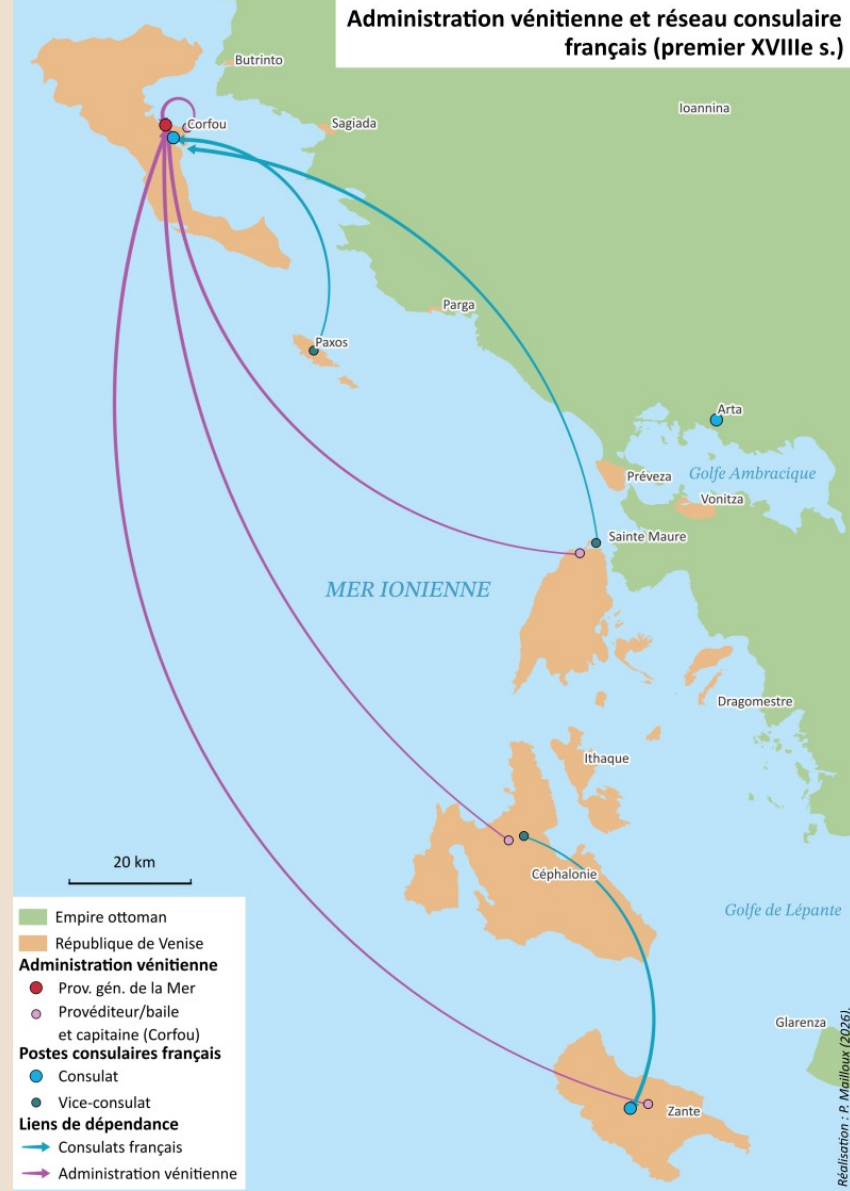 Administration vénitienne et réseau consulaire
français (premier XVIIIe s.)
Butrinto
Ioannina
Corfou
Sagiada
Parga
Paxos
Arta
Golfe Ambracique
Préveza
Vonitza
Sainte Maure
MER IONIENNE
Dragomestre
Ithaque
20 km
Céphalonie
Golfe de Lépante
Glarenza
Zante
Empire ottoman
République de Venise
Administration vénitienne
Prov. gén. de la Mer
Provéditeur/baile
et capitaine (Corfou)
Postes consulaires français
Consulat
Vice-consulat
Liens de dépendance
Consulats français
Administration vénitienne
Réalisation : P. Mailloux (2026).